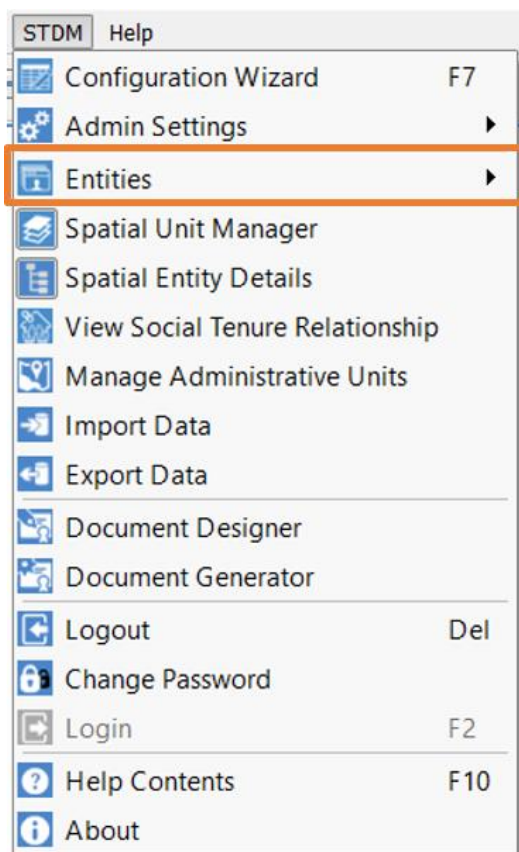 STDM Help
Configuration Wizard F7
Admin Settings
Entities
Spatial Unit Manager
Spatial Entity Details
View Social Tenure Relationship
Manage Administrative Units
Import Data
Export Data
Document Designer
Document Generator
Logout Del
Change Password
Login F2
Help Contents F10
About